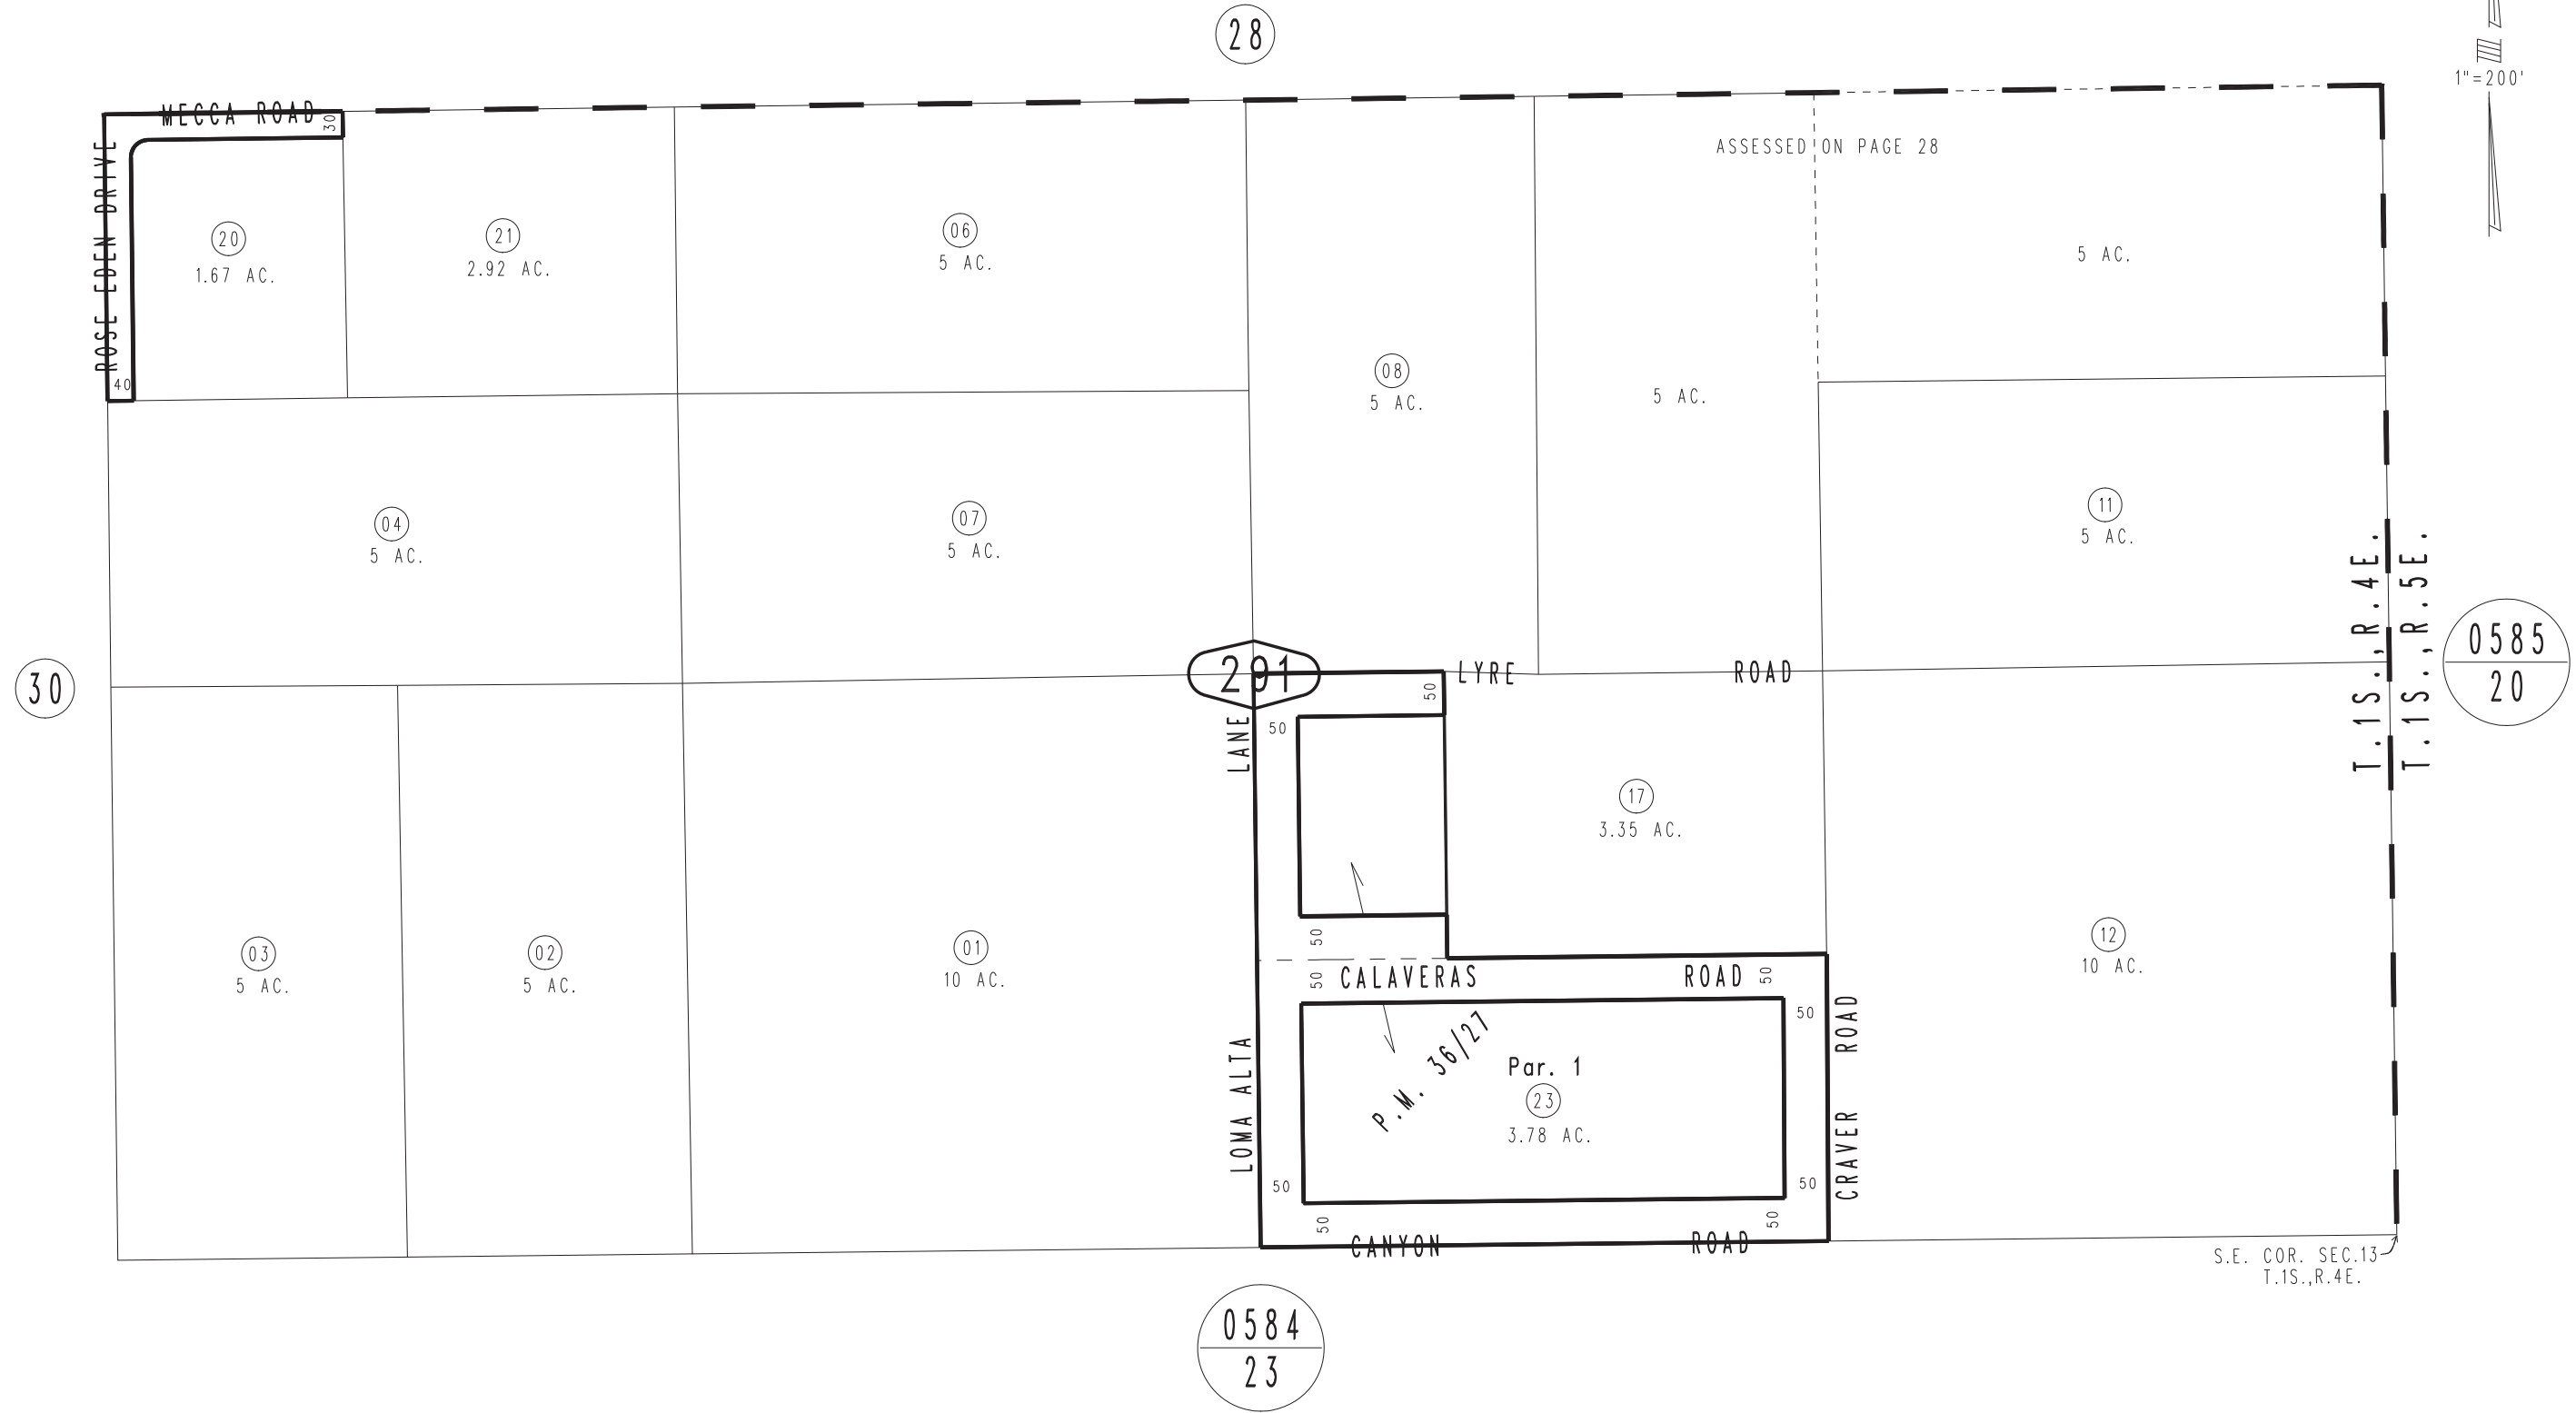 28
1"=200'
MECCA ROAD
30
ROSE EDEN DRIVE
40
ASSESSED ON PAGE 28
20
1.67 AC.
21
2.92 AC.
06
5 AC.
08
5 AC.
5 AC.
5 AC.
04
5 AC.
07
5 AC.
11
5 AC.
T.1S.,R.4E.
T.1S.,R.5E.
0585
20
30
291
LYRE ROAD
50
50
LANE
17
3.35 AC.
03
5 AC.
02
5 AC.
01
10 AC.
12
10 AC.
50
50
CALAVERAS ROAD
50
50
P.M. 36/27
Par. 1
23
3.78 AC.
LOMA ALTA
CRAVER ROAD
50
50
50
50
CANYON ROAD
S.E. COR. SEC.13
T.1S.,R.4E.
0584
23